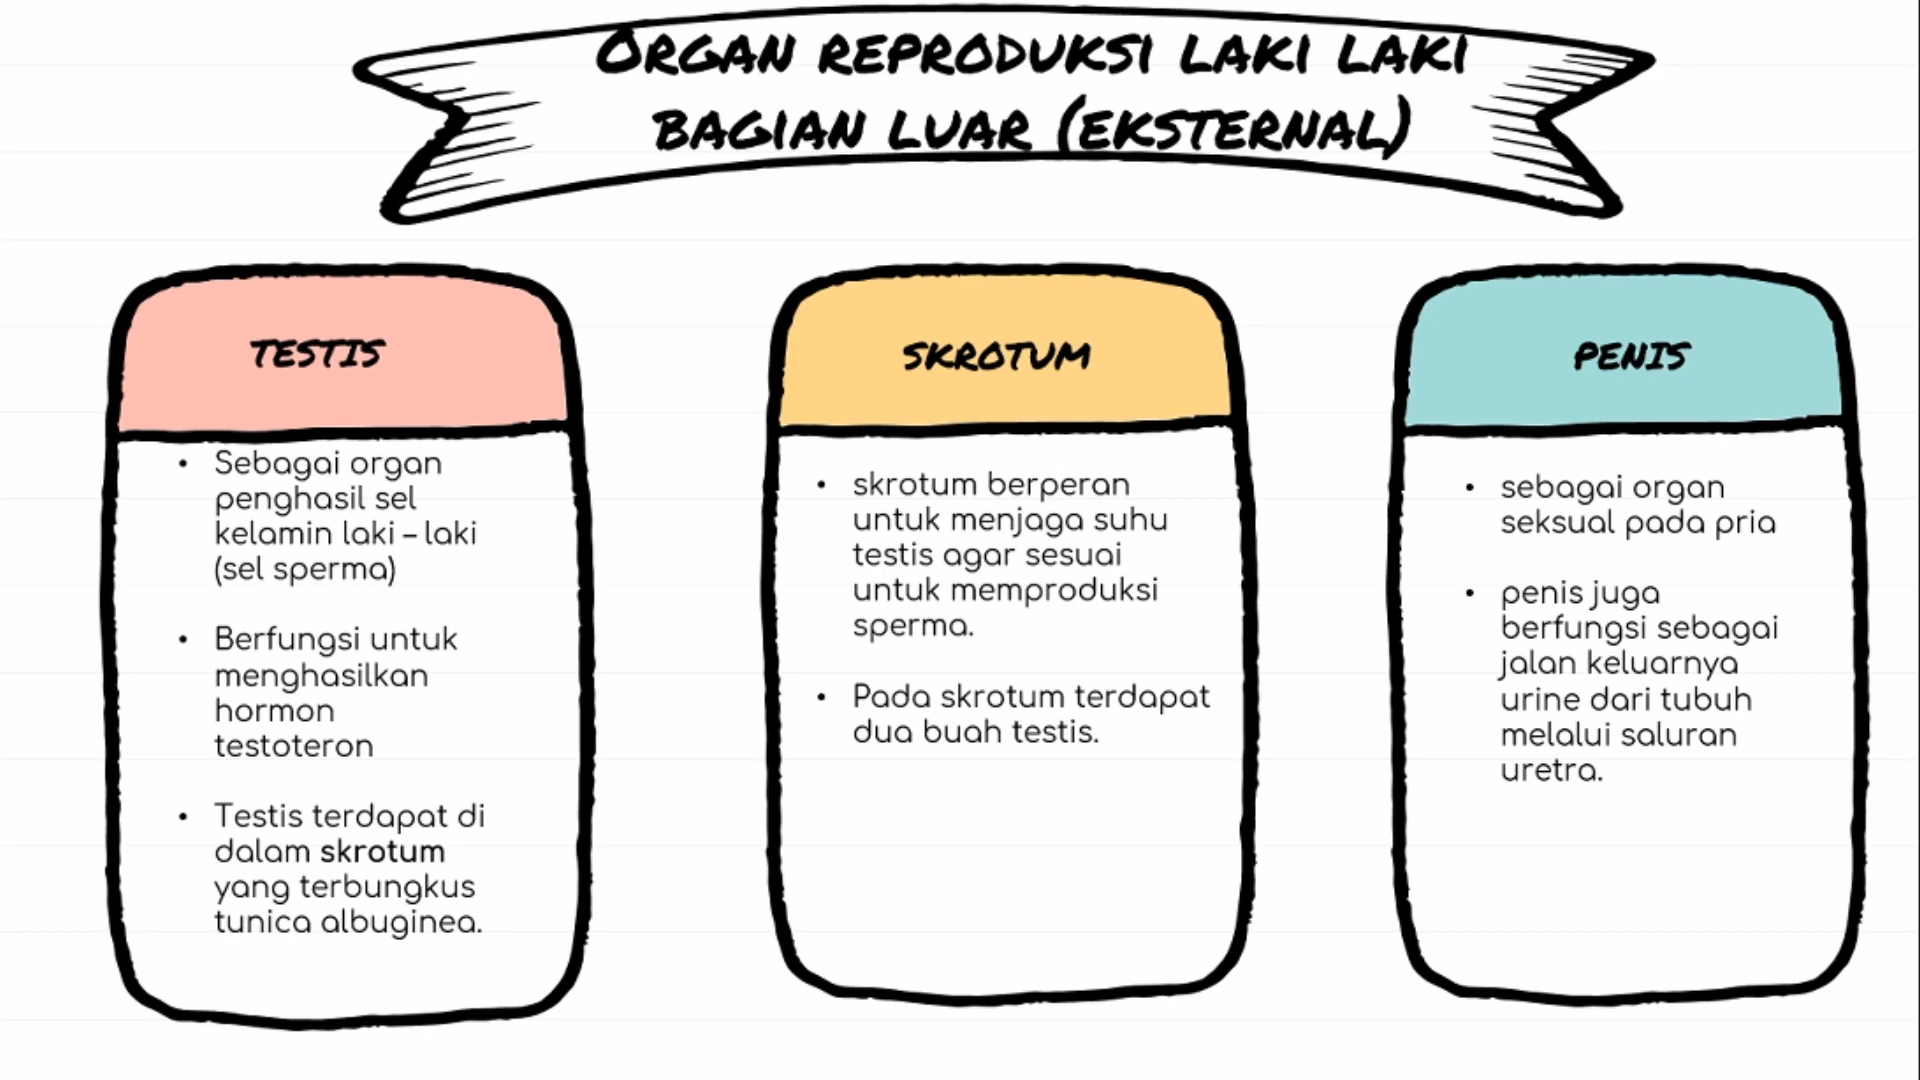 ORGAN REPRODUKSI LAKI LAKI
BAGIAN LUAR (EKSTERNAL)
TESTIS
• Sebagai organ
penghasil sel
kelamin laki – laki
(sel sperma)
• Berfungsi untuk
menghasilkan
hormon
testoteron
• Testis terdapat di
dalam skrotum
yang terbungkus
tunica albuginea.
SKROTUM
• skrotum berperan
untuk menjaga suhu
testis agar sesuai
untuk memproduksi
sperma.
• Pada skrotum terdapat
dua buah testis.
PENIS
• sebagai organ
seksual pada pria
• penis juga
berfungsi sebagai
jalan keluarnya
urine dari tubuh
melalui saluran
uretra.